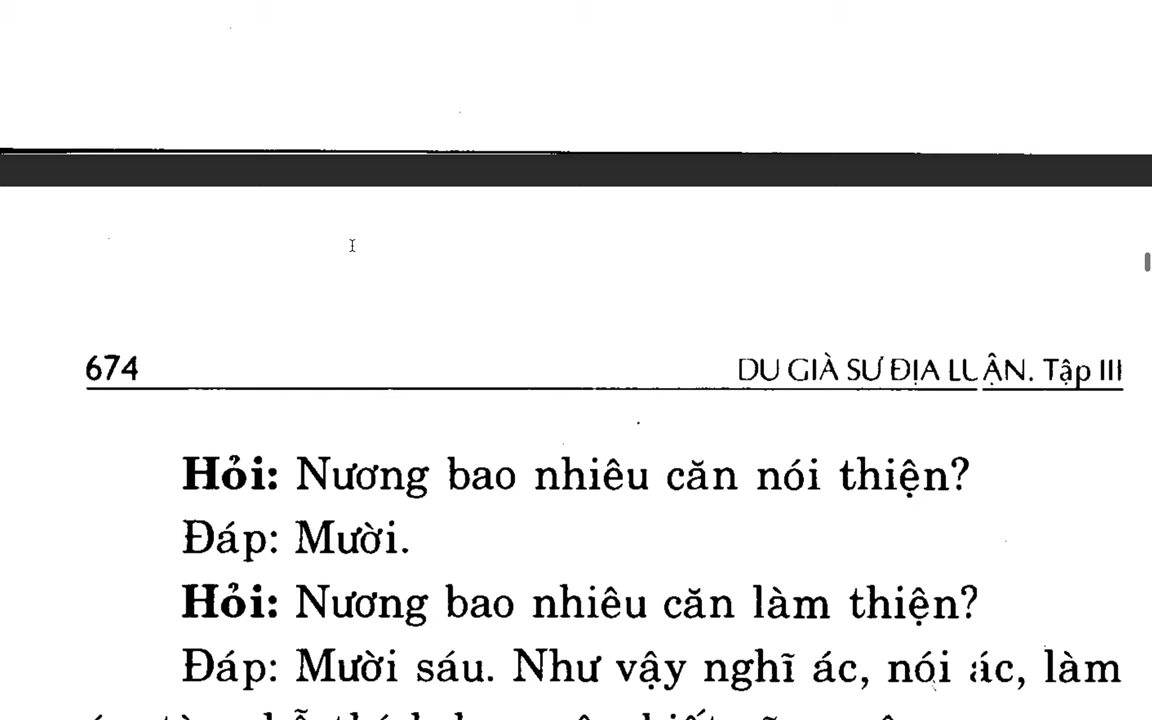 674
DU GIÀ SƯ ĐỊA LUẬN. Tập III
Hỏi: Nương bao nhiêu căn nói thiện?
Đáp: Mười.
Hỏi: Nương bao nhiêu căn làm thiện?
Đáp: Mười sáu. Như vậy nghĩ ác, nói ác, làm